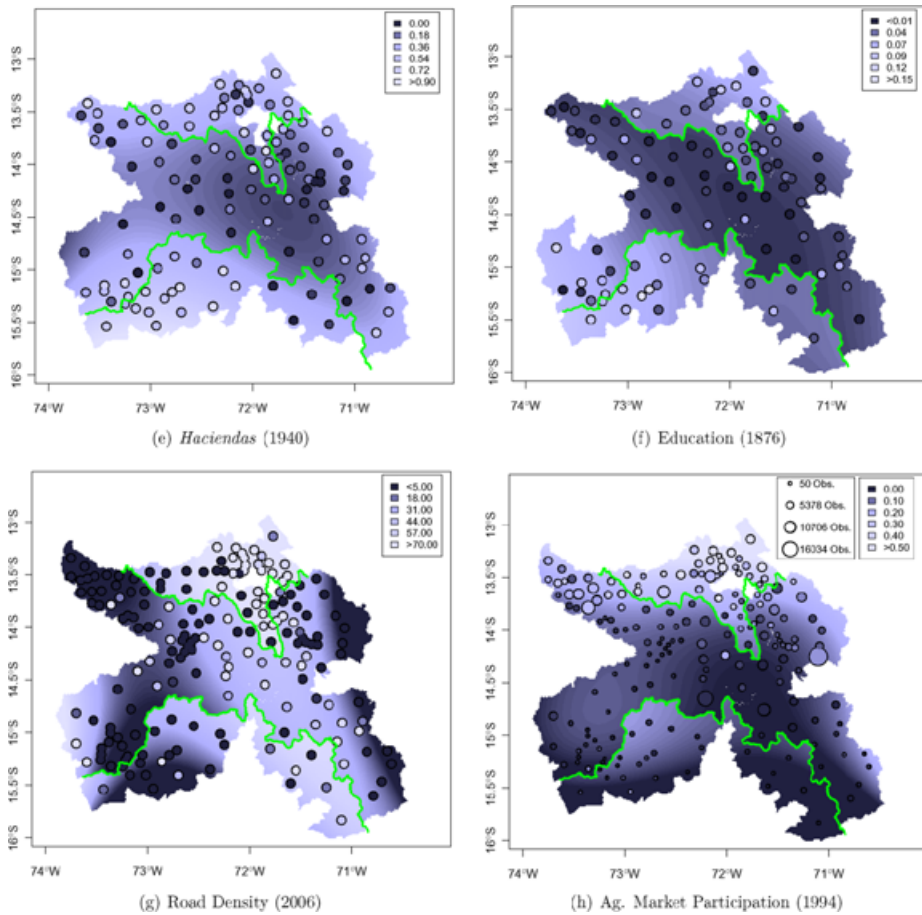 0.00
0.18
0.36
0.54
0.72
>0.90
13°S
13.5°S
14°S
14.5°S
15°S
15.5°S
16°S
74°W
73°W
72°W
71°W
(e) Haciendas (1940)
<0.01
0.04
0.07
0.09
0.12
>0.15
13°S
13.5°S
14°S
14.5°S
15°S
15.5°S
16°S
74°W
73°W
72°W
71°W
(f) Education (1876)
<5.00
18.00
31.00
44.00
57.00
>70.00
13°S
13.5°S
14°S
14.5°S
15°S
15.5°S
16°S
74°W
73°W
72°W
71°W
(g) Road Density (2006)
50 Obs.
5378 Obs.
10706 Obs.
16334 Obs.
0.00
0.10
0.20
0.30
0.40
>0.50
13°S
13.5°S
14°S
14.5°S
15°S
15.5°S
16°S
74°W
73°W
72°W
71°W
(h) Ag. Market Participation (1994)